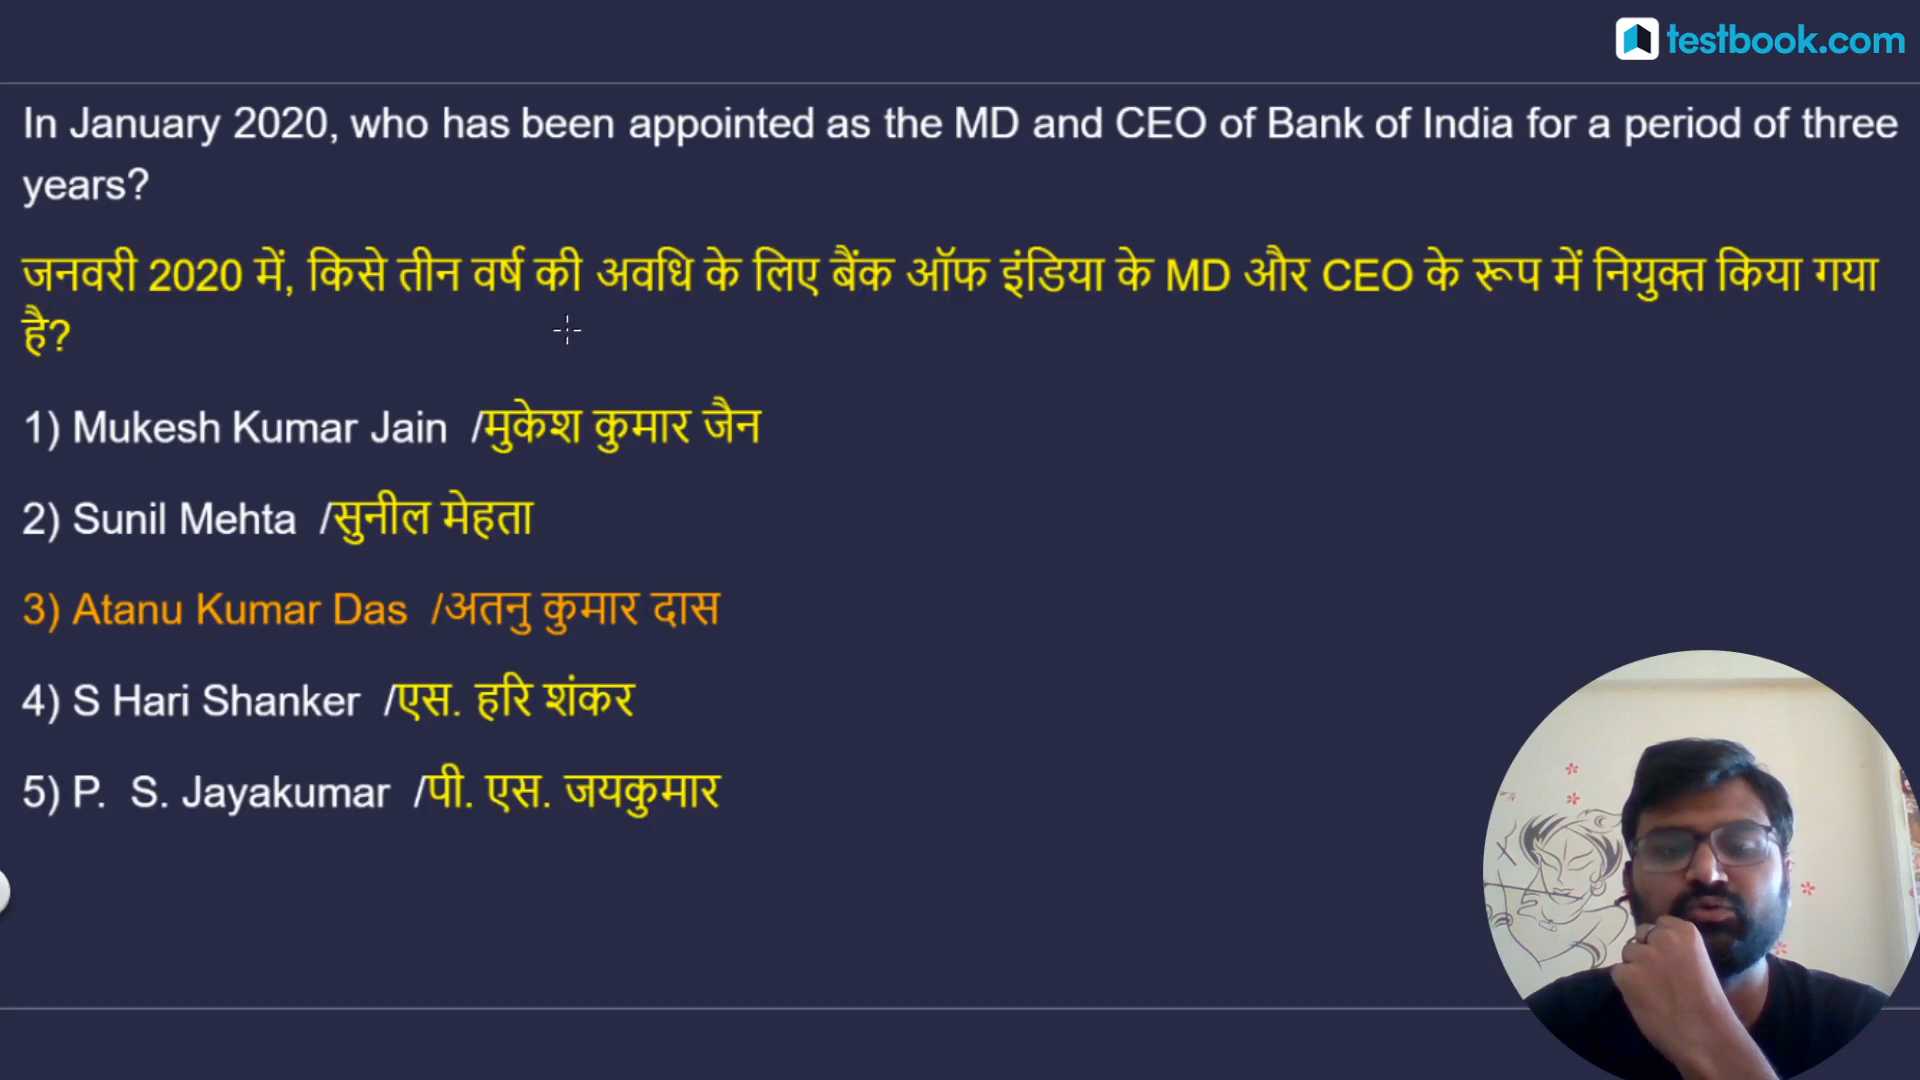 testbook.com
In January 2020, who has been appointed as the MD and CEO of Bank of India for a period of three
years?
जनवरी 2020 में, किसे तीन वर्ष की अवधि के लिए बैंक ऑफ इंडिया के MD और CEO के रूप में नियुक्त किया गया
है?
1) Mukesh Kumar Jain /मुकेश कुमार जैन
2) Sunil Mehta /सुनील मेहता
3) Atanu Kumar Das /अतनु कुमार दास
4) S Hari Shanker /एस. हरि शंकर
5) P. S. Jayakumar /पी. एस. जयकुमार